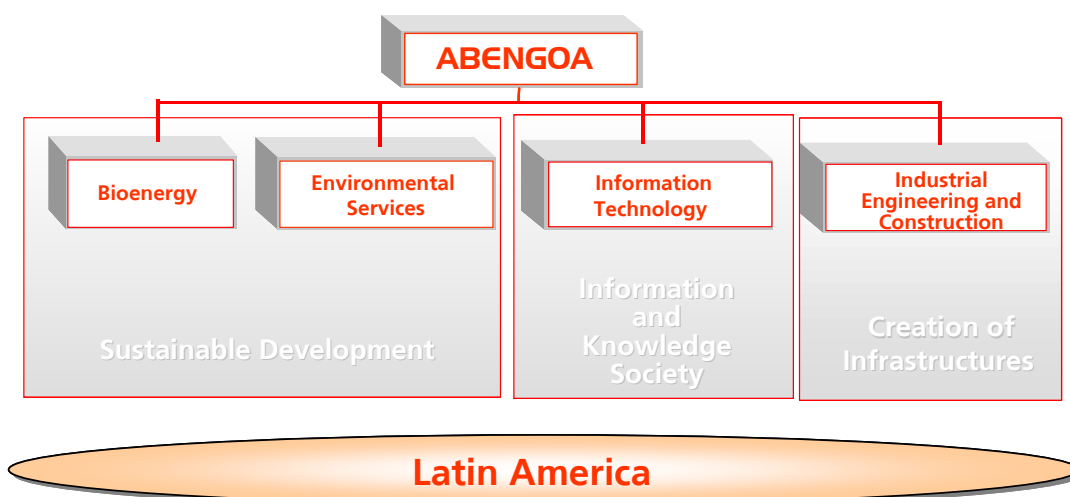 ABENGOA
Bioenergy
Environmental
Services
Information
Technology
Industrial
Engineering and
Construction
Sustainable Development
Information
and
Knowledge
Society
Creation of
Infrastructures
Latin America